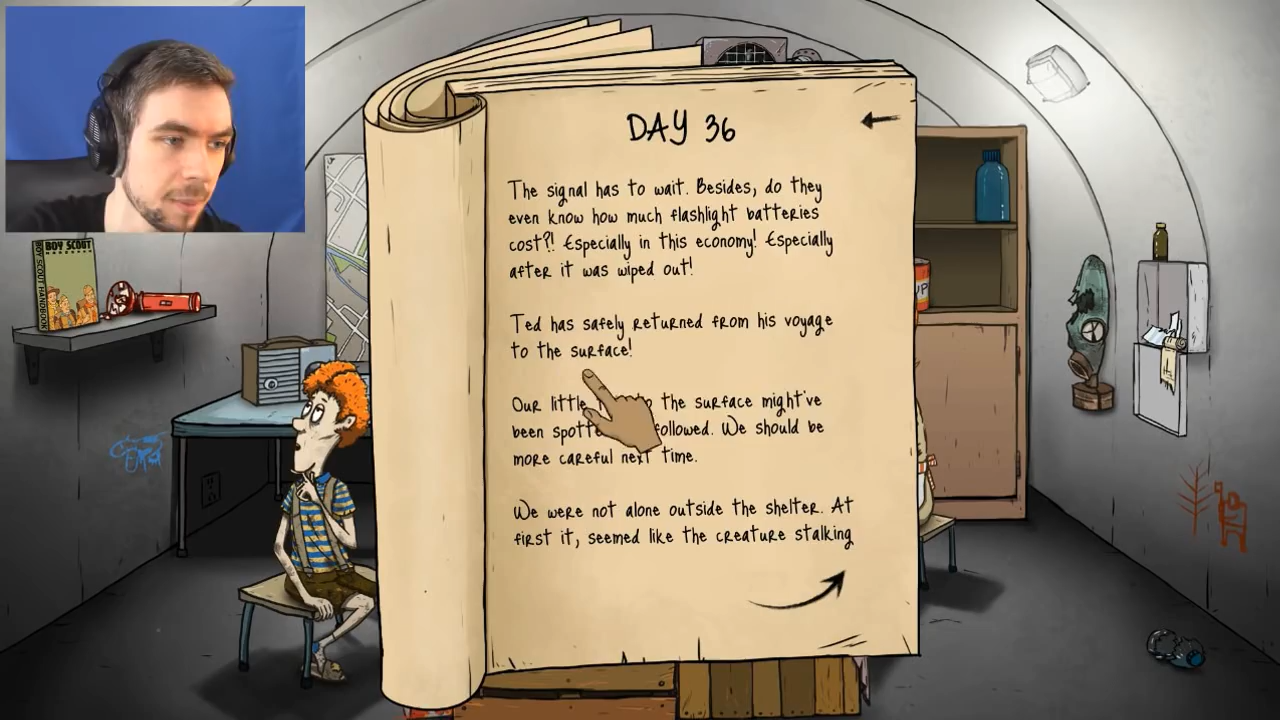 DAY 36
The signal has to wait. Besides, do they
even know how much flashlight batteries
cost?! Especially in this economy! Especially
after it was wiped out!
Ted has safely returned from his voyage
to the surface!
Our little the surface might've
been followed. We should be
more careful next time.
We were not alone outside the shelter. At
first it, seemed like the creature stalking
BOY SCOUT
BOY SCOUT HANDBOOK